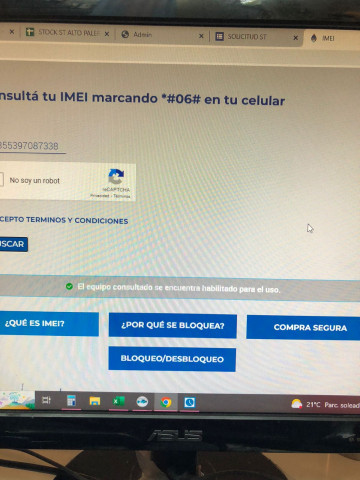 STOCK ST ALTO PALE
Admin
SOLICITUD ST
IMEI
nsultá tu IMEI marcando *#06# en tu celular
355397087338
No soy un robot
reCAPTCHA
Privacidad - Términos
CEPTO TERMINOS Y CONDICIONES
USCAR
El equipo consultado se encuentra habilitado para el uso.
¿QUÉ ES IMEI?
¿POR QUÉ SE BLOQUEA?
COMPRA SEGURA
BLOQUEO/DESBLOQUEO
21°C Parc. solead
ASUS